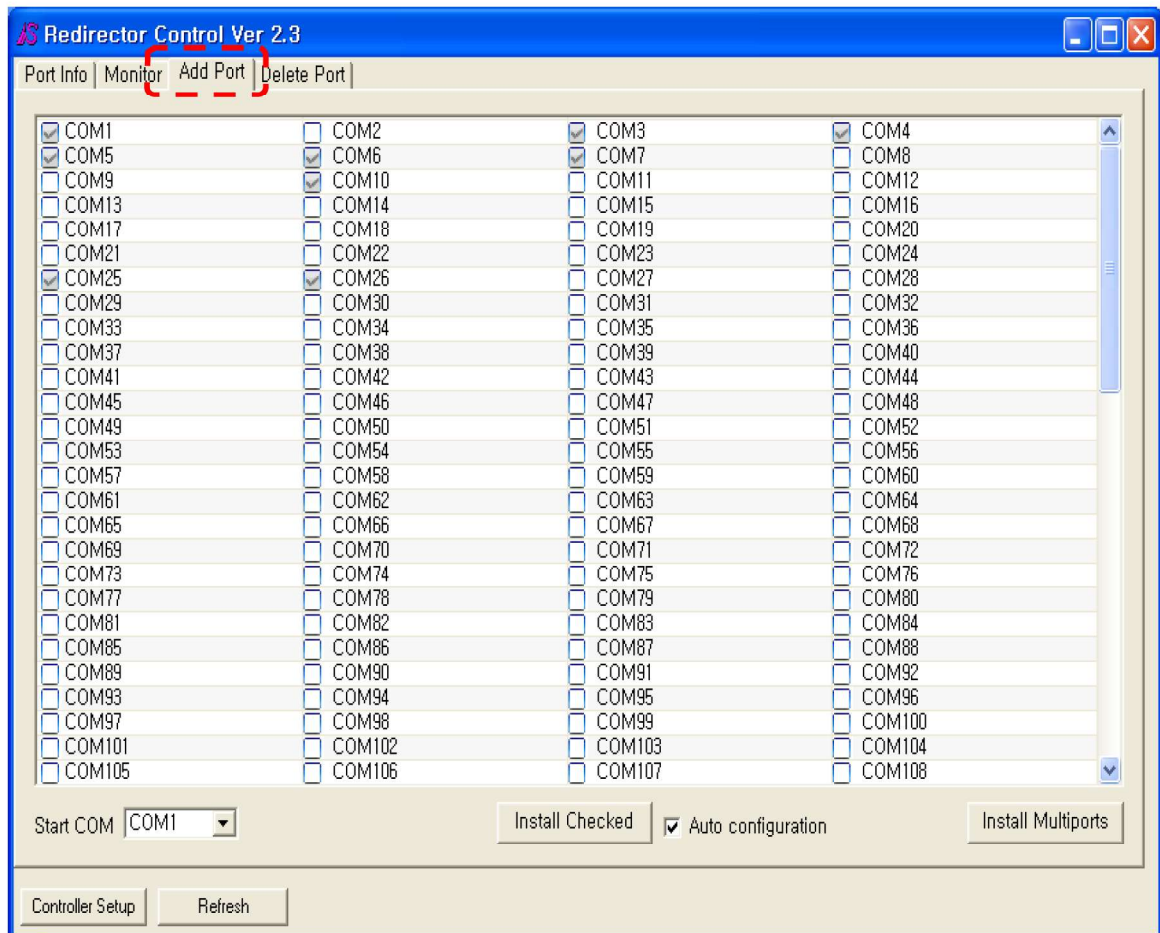 Redirector Control Ver 2.3
Port Info Monitor Add Port Delete Port
COM1 COM2 COM3 COM4
COM5 COM6 COM7 COM8
COM9 COM10 COM11 COM12
COM13 COM14 COM15 COM16
COM17 COM18 COM19 COM20
COM21 COM22 COM23 COM24
COM25 COM26 COM27 COM28
COM29 COM30 COM31 COM32
COM33 COM34 COM35 COM36
COM37 COM38 COM39 COM40
COM41 COM42 COM43 COM44
COM45 COM46 COM47 COM48
COM49 COM50 COM51 COM52
COM53 COM54 COM55 COM56
COM57 COM58 COM59 COM60
COM61 COM62 COM63 COM64
COM65 COM66 COM67 COM68
COM69 COM70 COM71 COM72
COM73 COM74 COM75 COM76
COM77 COM78 COM79 COM80
COM81 COM82 COM83 COM84
COM85 COM86 COM87 COM88
COM89 COM90 COM91 COM92
COM93 COM94 COM95 COM96
COM97 COM98 COM99 COM100
COM101 COM102 COM103 COM104
COM105 COM106 COM107 COM108
Start COM COM1 Install Checked Auto configuration Install Multiports
Controller Setup Refresh